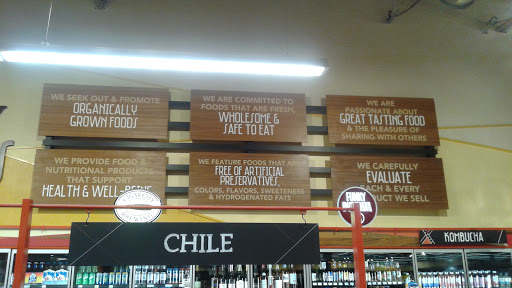 WE SEEK OUT & PROMOTE
ORGANICALLY
GROWN FOODS
WE ARE COMMITTED TO
FOODS THAT ARE FRESH,
WHOLESOME &
SAFE TO EAT
WE ARE
PASSIONATE ABOUT
GREAT TASTING FOOD
& THE PLEASURE OF
SHARING WITH OTHERS
WE PROVIDE FOOD &
NUTRITIONAL PRODUCTS
THAT SUPPORT
HEALTH & WELL-BEING
WE FEATURE FOODS THAT ARE
FREE OF ARTIFICIAL
PRESERVATIVES,
COLORS, FLAVORS, SWEETENERS
& HYDROGENATED FATS
WE CAREFULLY
EVALUATE
EACH & EVERY
PRODUCT WE SELL
FUNKY
CHILE
KOMBUCHA